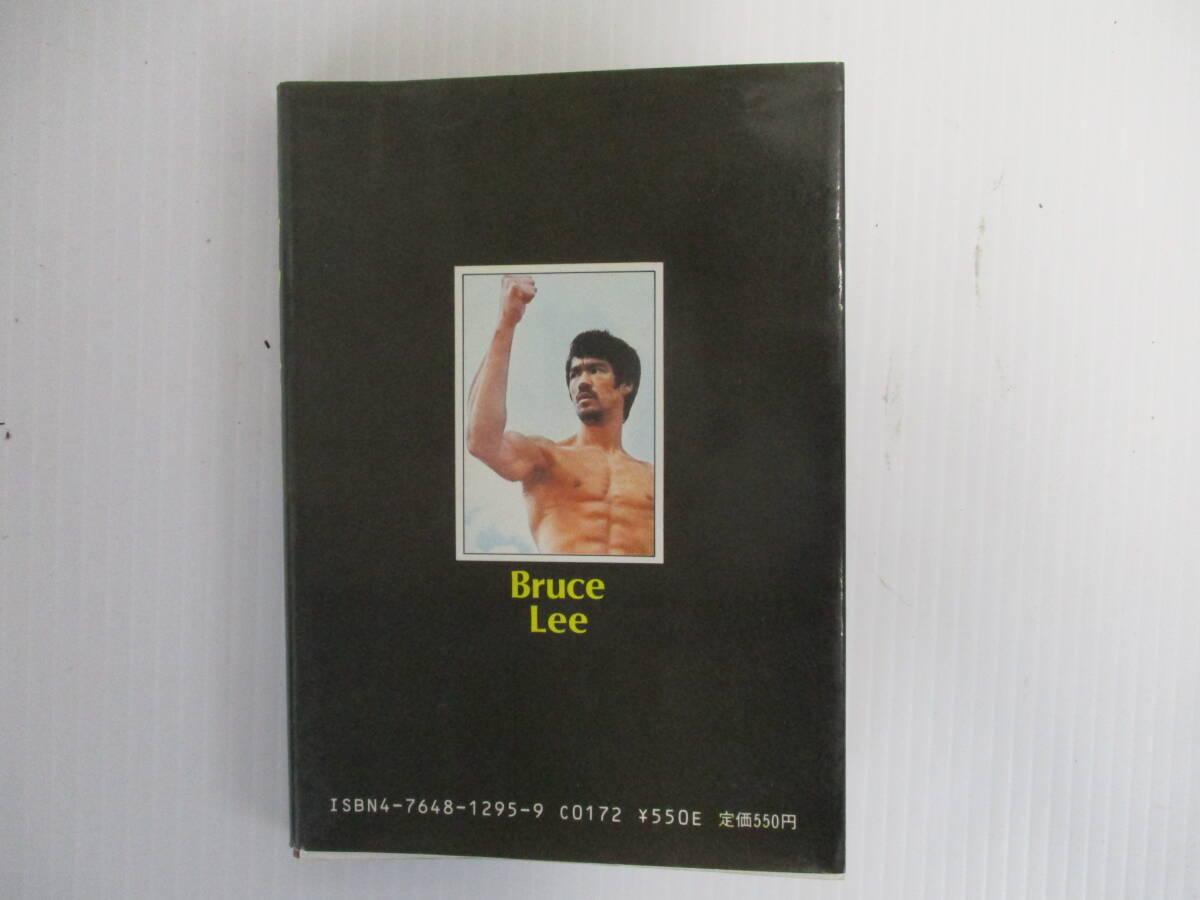 Bruce
Lee
ISBN4-7648-1295-9 C0172 ¥550E 定価550円